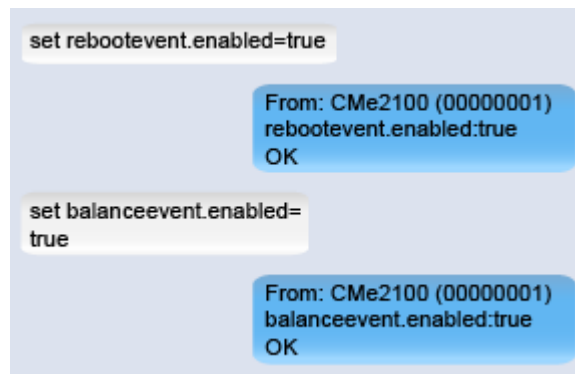 set rebootevent.enabled=true
From: CMe2100 (00000001)
rebootevent.enabled:true
OK
set balanceevent.enabled=
true
From: CMe2100 (00000001)
balanceevent.enabled:true
OK